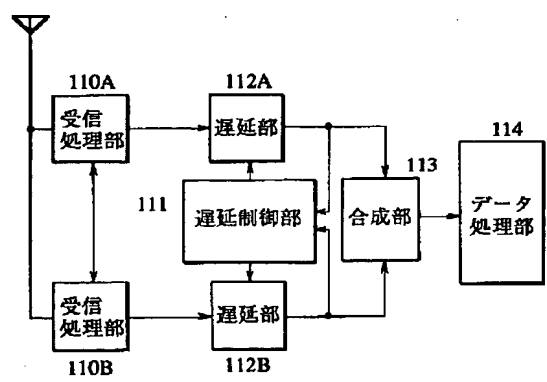 110A
受信
処理部
112A
遅延部
114
データ
処理部
113
合成部
111
遅延制御部
受信
処理部
110B
遅延部
112B